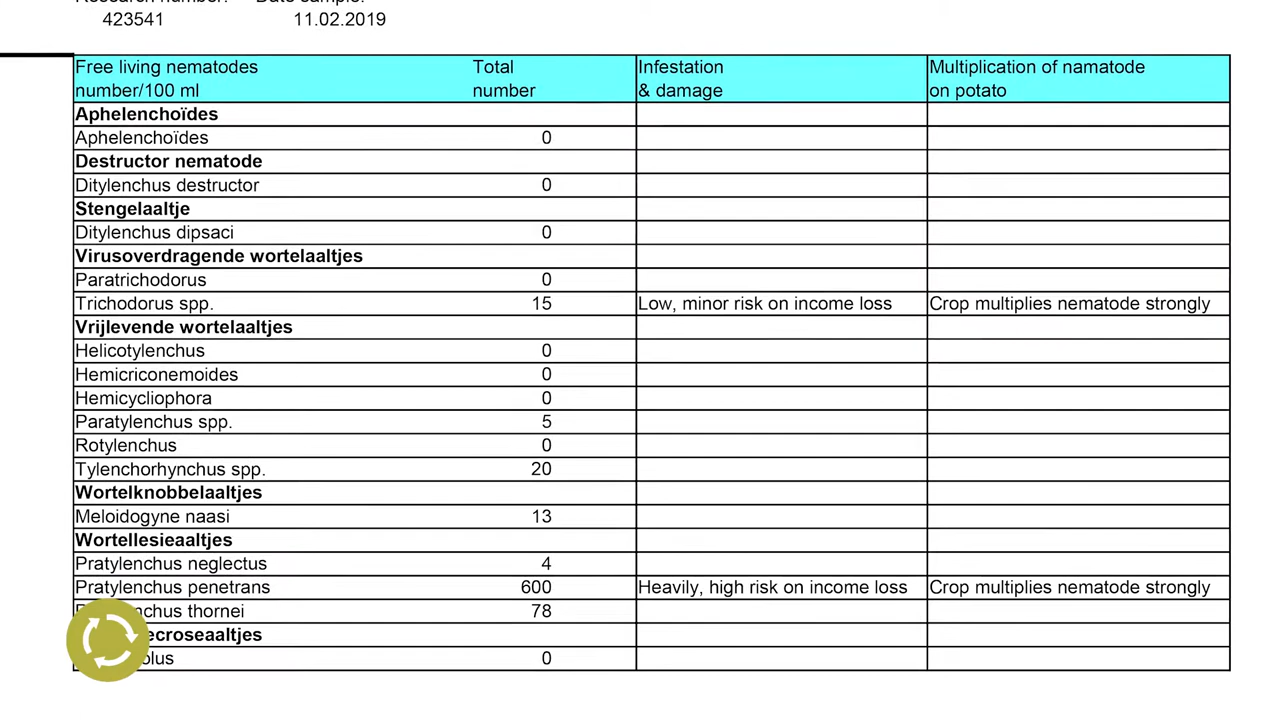 423541 11.02.2019
Free living nematodes Total Infestation Multiplication of namatode
number/100 ml number & damage on potato
Aphelenchoïdes
Aphelenchoïdes 0
Destructor nematode
Ditylenchus destructor 0
Stengelaaltje
Ditylenchus dipsaci 0
Virusoverdragende wortelaaltjes
Paratrichodorus 0
Trichodorus spp. 15 Low, minor risk on income loss Crop multiplies nematode strongly
Vrijlevende wortelaaltjes
Helicotylenchus 0
Hemicriconemoides 0
Hemicycliophora 0
Paratylenchus spp. 5
Rotylenchus 0
Tylenchorhynchus spp. 20
Wortelknobbelaaltjes
Meloidogyne naasi 13
Wortellesieaaltjes
Pratylenchus neglectus 4
Pratylenchus penetrans 600 Heavily, high risk on income loss Crop multiplies nematode strongly
thornei 78
0